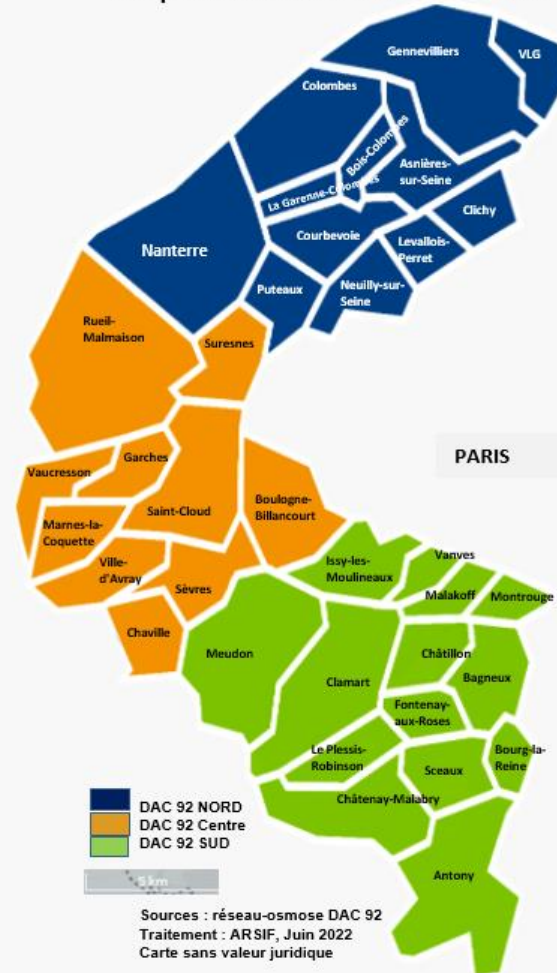 Gennevilliers
VLG
Colombes
Bois-Colombes
Asnières-
sur-Seine
La Garenne-Colombes
Clichy
Courbevoie
Levallois-
Perret
Nanterre
Puteaux
Neuilly-sur-
Seine
Rueil-
Malmaison
Suresnes
PARIS
Garches
Vaucresson
Saint-Cloud
Boulogne-
Billancourt
Marnes-la-
Coquette
Ville-
d'Avray
Sèvres
Chaville
Issy-les-
Moulineaux
Vanves
Malakoff
Montrouge
Meudon
Clamart
Châtillon
Bagneux
Fontenay-
aux-Roses
Le Plessis-
Robinson
Sceaux
Bourg-la-
Reine
Châtenay-Malabry
Antony
DAC 92 NORD
DAC 92 Centre
DAC 92 SUD
5 km
Sources : réseau-osmose DAC 92
Traitement : ARSIF, Juin 2022
Carte sans valeur juridique